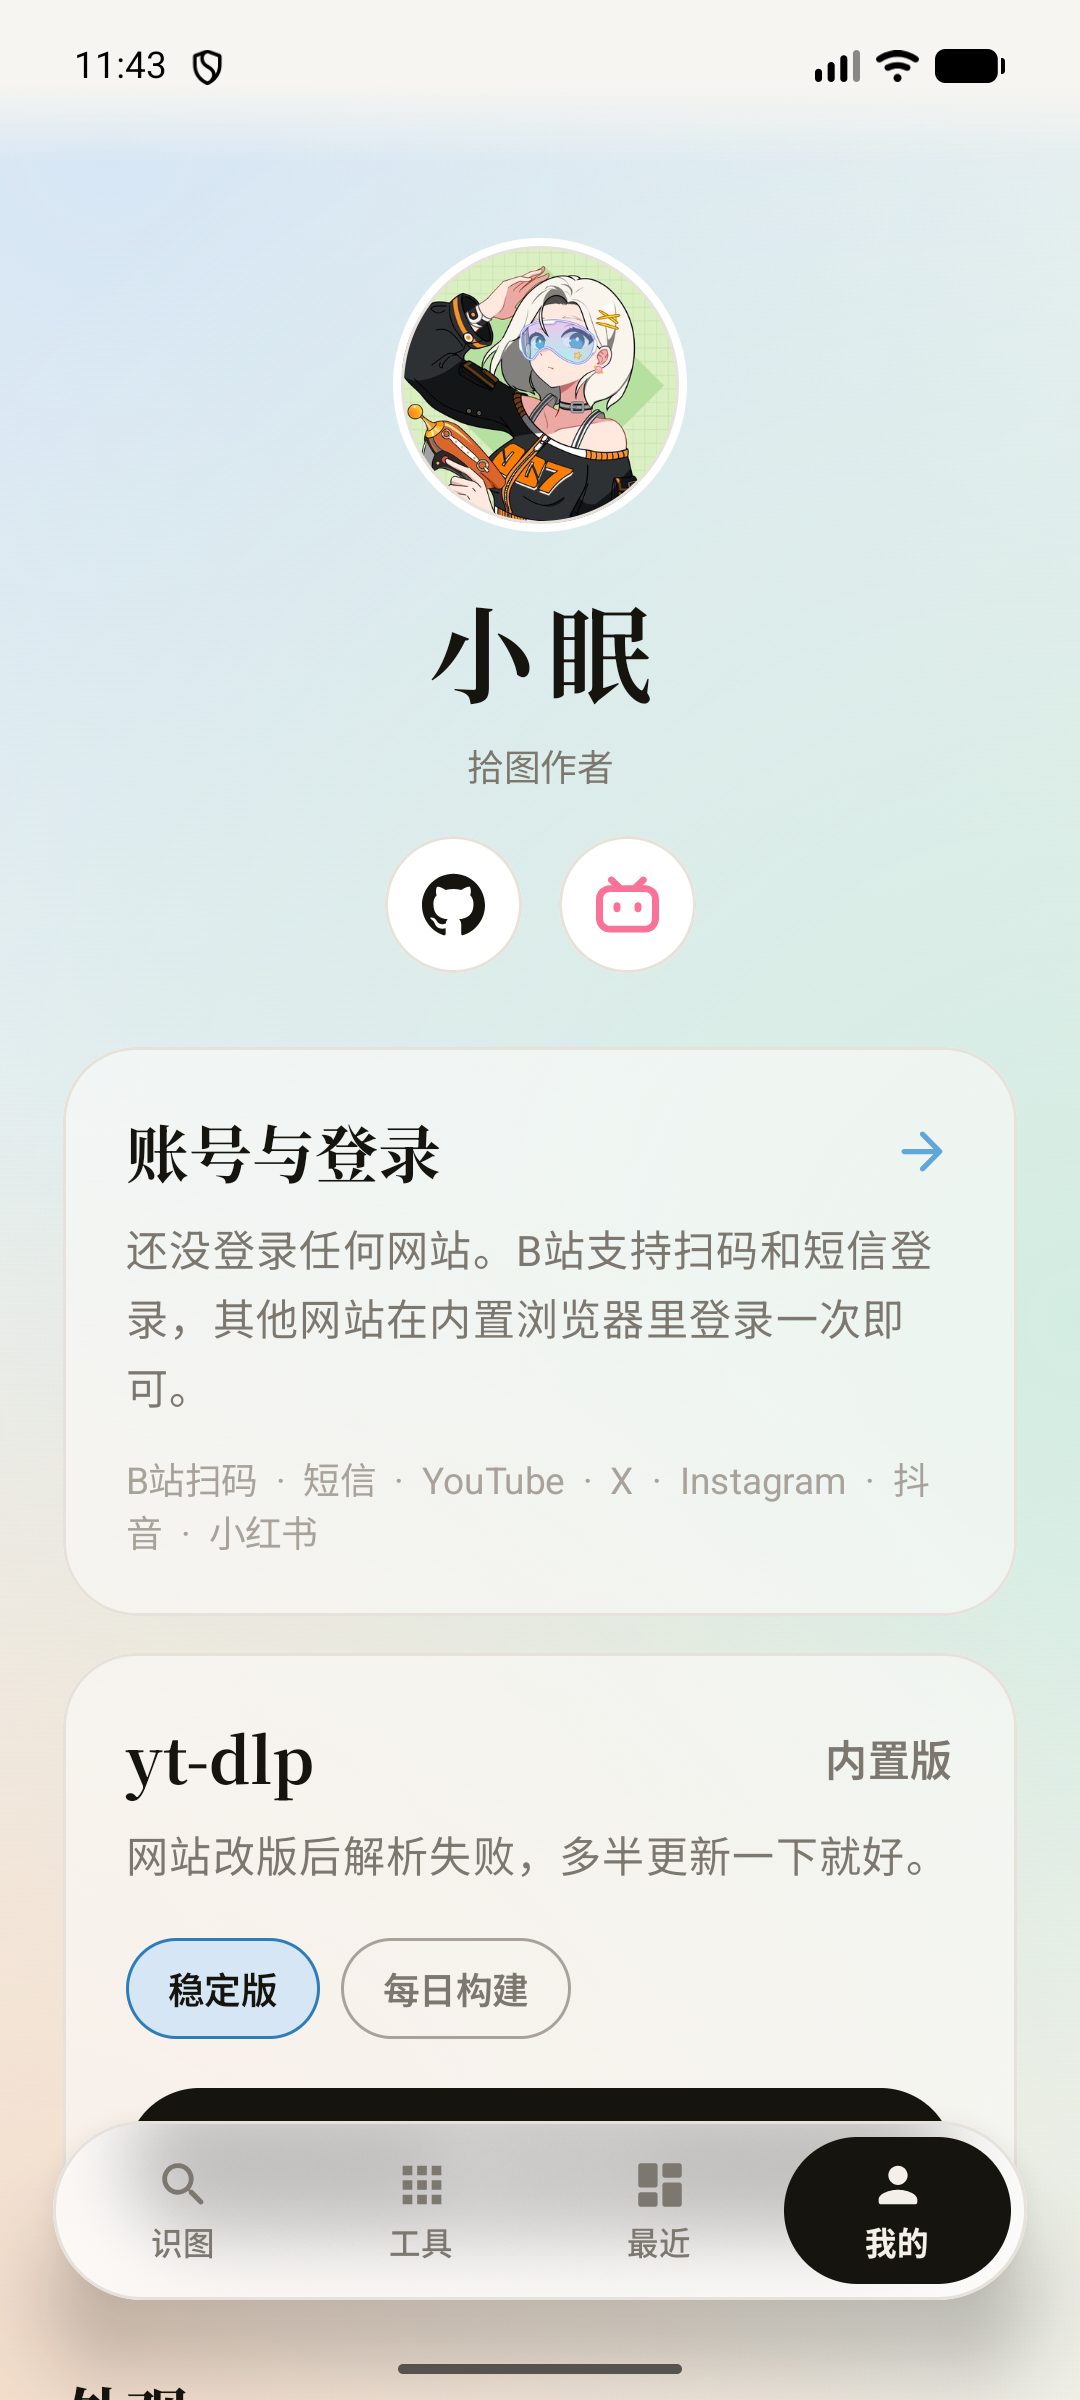 11:43
007
小眠
拾图作者
账号与登录
还没登录任何网站。B站支持扫码和短信登
录，其他网站在内置浏览器里登录一次即
可。
B站扫码 · 短信 · YouTube · X · Instagram · 抖
音 · 小红书
yt-dlp
内置版
网站改版后解析失败，多半更新一下就好。
稳定版
每日构建
识图
工具
最近
我的
外观